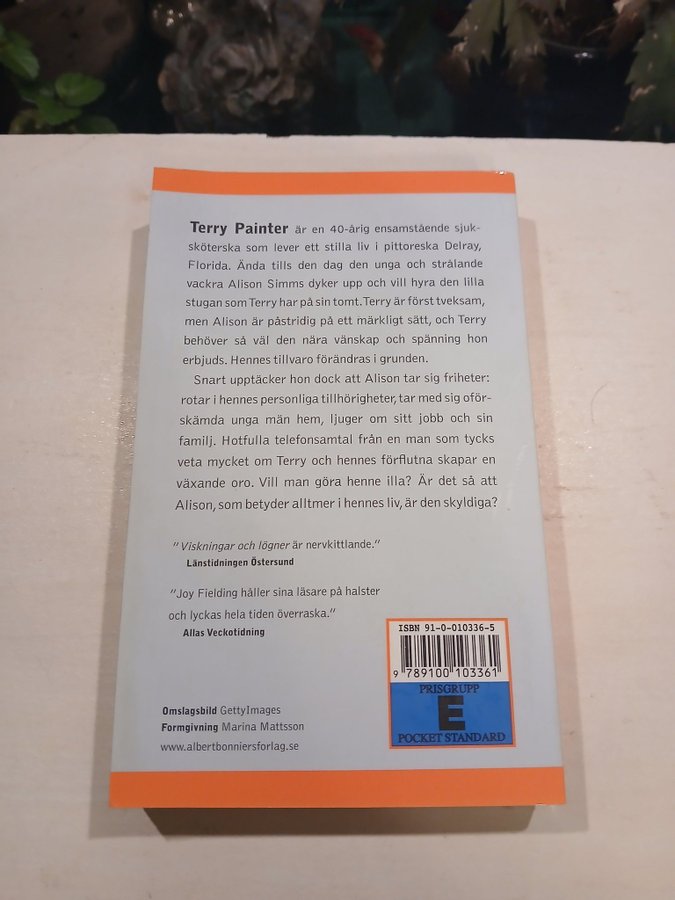 Terry Painter är en 40-årig ensamstående sjuk-
sköterska som lever ett stilla liv i pittoreska Delray,
Florida. Ända tills den dag den unga och strålande
vackra Alison Simms dyker upp och vill hyra den lilla
stugan som Terry har på sin tomt. Terry är först tveksam,
men Alison är påstridig på ett märkligt sätt, och Terry
behöver så väl den nära vänskap och spänning hon
erbjuds. Hennes tillvaro förändras i grunden.
Snart upptäcker hon dock att Alison tar sig friheter:
rotar i hennes personliga tillhörigheter, tar med sig oför-
skämda unga män hem, ljuger om sitt jobb och sin
familj. Hotfulla telefonsamtal från en man som tycks
veta mycket om Terry och hennes förflutna skapar en
växande oro. Vill man göra henne illa? Är det så att
Alison, som betyder alltmer i hennes liv, är den skyldiga?
"Viskningar och lögner är nervkittlande."
Länstidningen Östersund
"Joy Fielding håller sina läsare på halster
och lyckas hela tiden överraska."
Allas Veckotidning
Omslagsbild GettyImages
Formgivning Marina Mattsson
www.albertbonniersforlag.se
ISBN 91-0-010336-5
9 789100 103361
PRISGRUPP
E
POCKET STANDARD